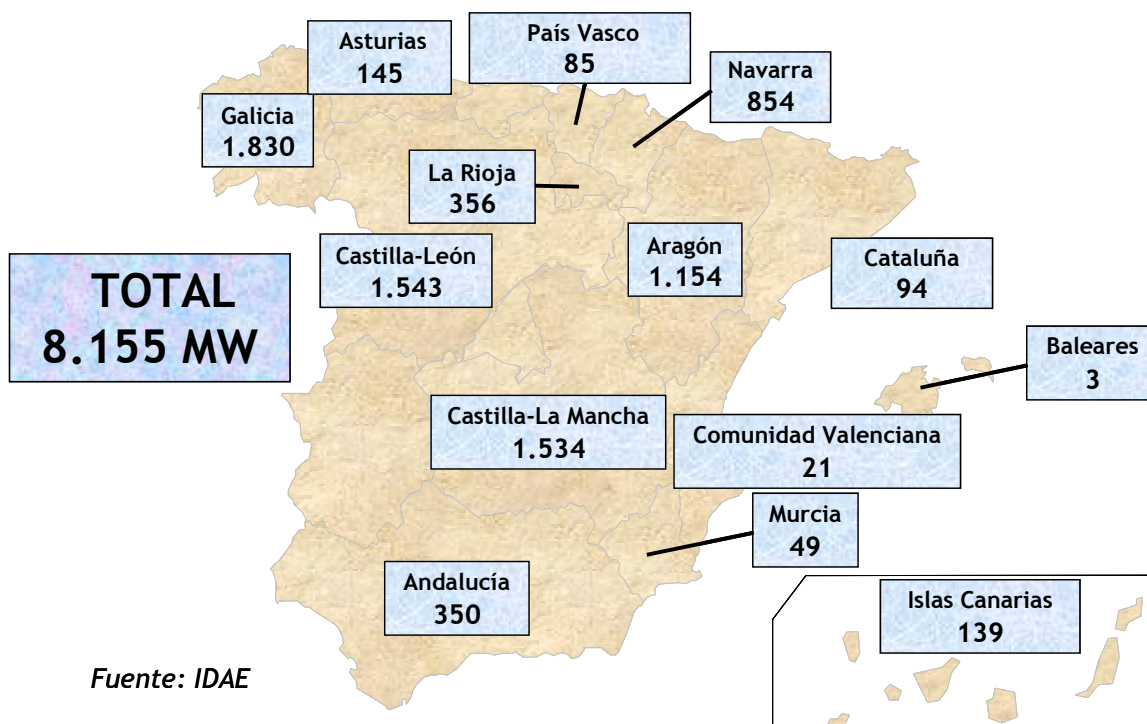 Asturias
145
País Vasco
85
Navarra
854
Galicia
1.830
La Rioja
356
Castilla-León
1.543
Aragón
1.154
Cataluña
94
TOTAL
8.155 MW
Baleares
3
Castilla-La Mancha
1.534
Comunidad Valenciana
21
Murcia
49
Andalucía
350
Islas Canarias
139
Fuente: IDAE